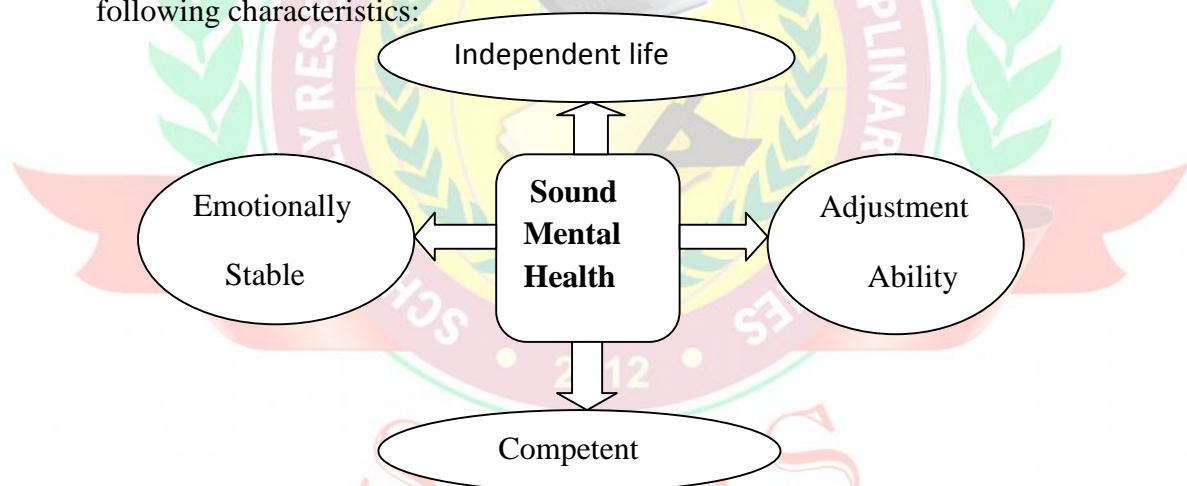 following characteristics:
Independent life
Emotionally
Stable
Sound
Mental
Health
Adjustment
Ability
Competent